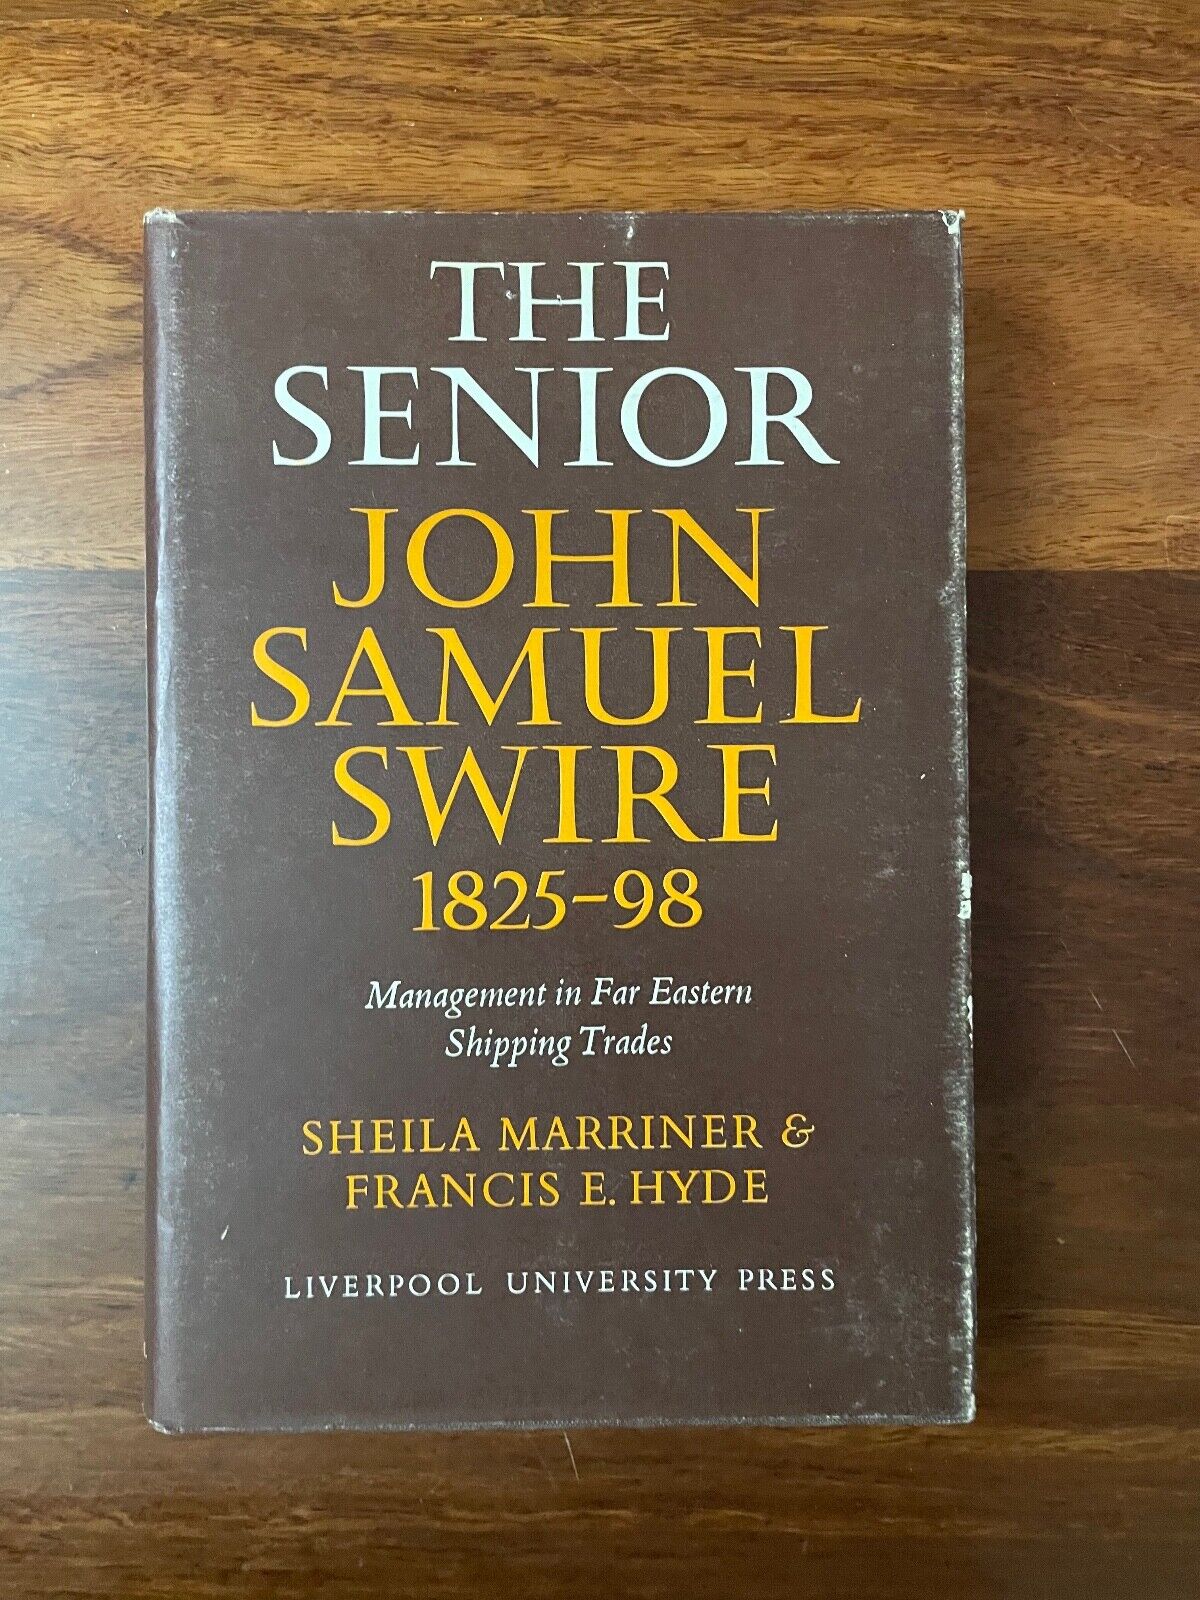 THE
SENIOR
JOHN
SAMUEL
SWIRE
1825-98
Management in Far Eastern
Shipping Trades
SHEILA MARRINER &
FRANCIS E. HYDE
LIVERPOOL UNIVERSITY PRESS